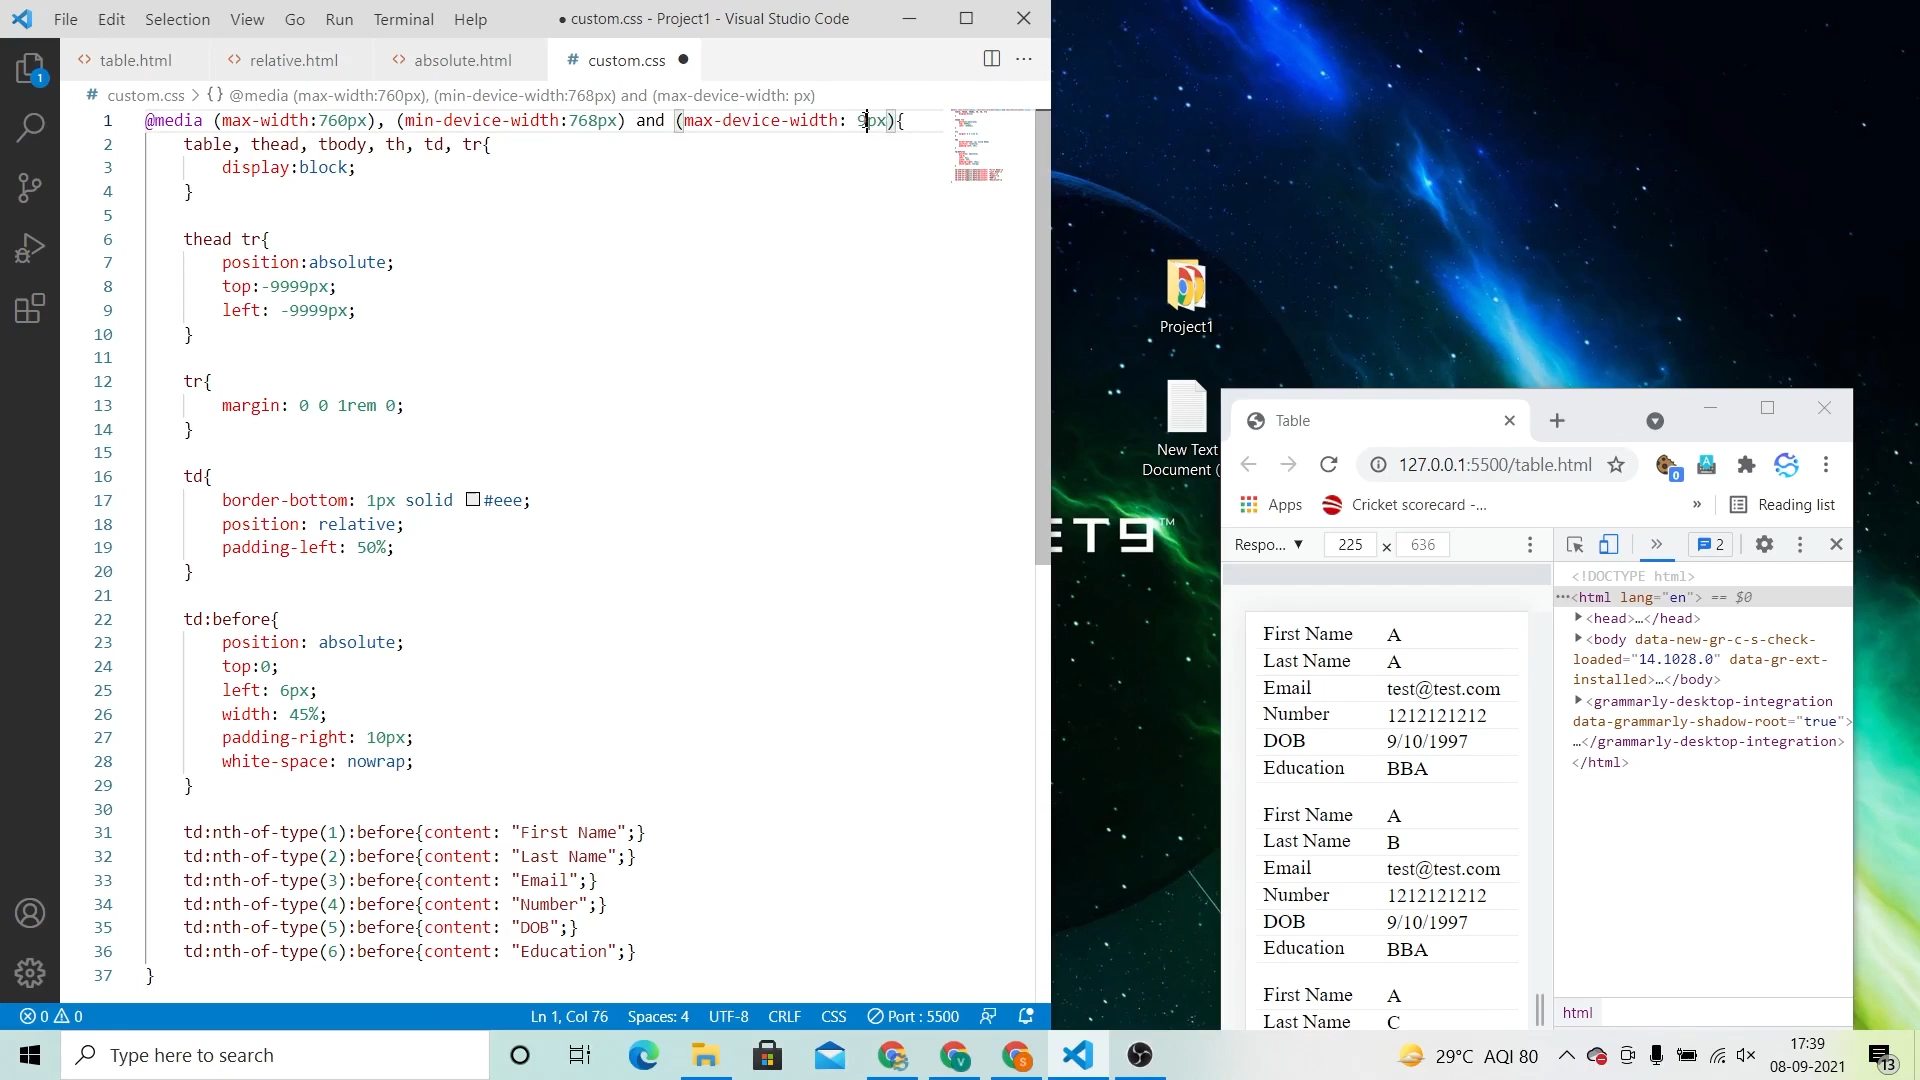 File Edit Selection View Go Run Terminal Help
● custom.css - Project1 - Visual Studio Code
table.html relative.html absolute.html # custom.css ●
# custom.css > {} @media (max-width:760px), (min-device-width:768px) and (max-device-width: px)
1 @media (max-width:760px), (min-device-width:768px) and (max-device-width: 9px){
2 table, thead, tbody, th, td, tr{
3 display:block;
4 }
5
6 thead tr{
7 position:absolute;
8 top:-9999px;
9 left: -9999px;
10 }
11
12 tr{
13 margin: 0 0 1rem 0;
14 }
15
16 td{
17 border-bottom: 1px solid #eee;
18 position: relative;
19 padding-left: 50%;
20 }
21
22 td:before{
23 position: absolute;
24 top:0;
25 left: 6px;
26 width: 45%;
27 padding-right: 10px;
28 white-space: nowrap;
29 }
30
31 td:nth-of-type(1):before{content: "First Name";}
32 td:nth-of-type(2):before{content: "Last Name";}
33 td:nth-of-type(3):before{content: "Email";}
34 td:nth-of-type(4):before{content: "Number";}
35 td:nth-of-type(5):before{content: "DOB";}
36 td:nth-of-type(6):before{content: "Education";}
37 }
1
0 0
Ln 1, Col 76 Spaces: 4 UTF-8 CRLF CSS Port : 5500
Project1
New Text
Document (
ET9™
Table
127.0.0.1:5500/table.html
0
Apps Cricket scorecard -... » Reading list
Respo... ▼ 225 × 636
» 2
First Name A
Last Name A
Email test@test.com
Number 1212121212
DOB 9/10/1997
Education BBA
First Name A
Last Name B
Email test@test.com
Number 1212121212
DOB 9/10/1997
Education BBA
First Name A
Last Name C
<!DOCTYPE html>
<html lang="en"> == $0
<head>…</head>
<body data-new-gr-c-s-check-
loaded="14.1028.0" data-gr-ext-
installed>…</body>
<grammarly-desktop-integration
data-grammarly-shadow-root="true">
…</grammarly-desktop-integration>
</html>
html
Type here to search
29°C AQI 80
17:39
08-09-2021
13